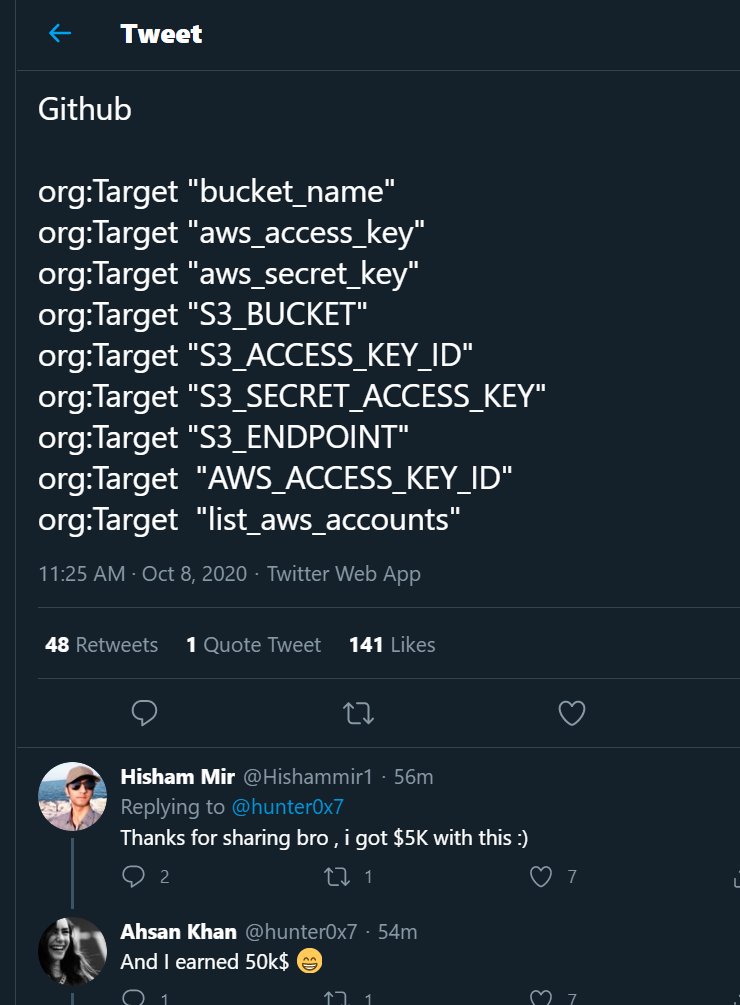 Tweet
Github
org:Target "bucket_name"
org:Target "aws_access_key"
org:Target "aws_secret_key"
org:Target "S3_BUCKET"
org:Target "S3_ACCESS_KEY_ID"
org:Target "S3_SECRET_ACCESS_KEY"
org:Target "S3_ENDPOINT"
org:Target  "AWS_ACCESS_KEY_ID"
org:Target  "list_aws_accounts"
11:25 AM · Oct 8, 2020 · Twitter Web App
48 Retweets 1 Quote Tweet 141 Likes
Hisham Mir @Hishammir1 · 56m
Replying to @hunter0x7
Thanks for sharing bro , i got $5K with this :)
2 1 7
Ahsan Khan @hunter0x7 · 54m
And I earned 50k$ 😁
1 1 7